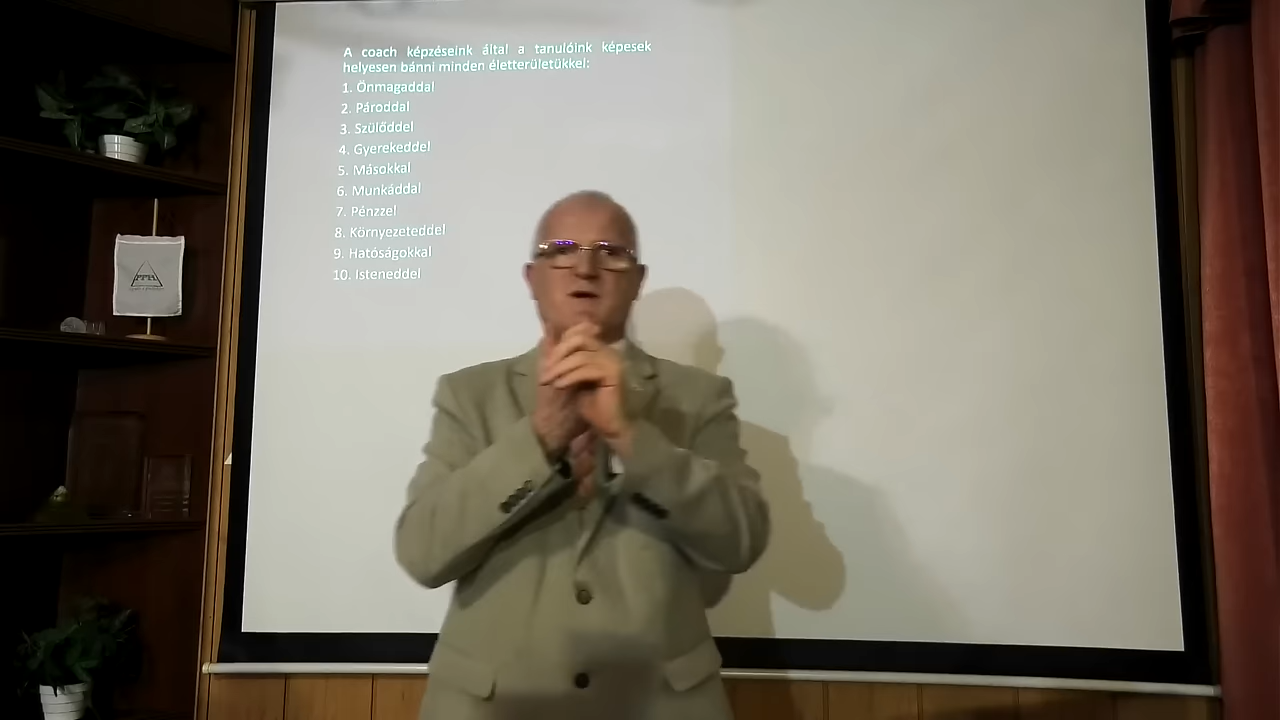 A coach képzéseink által a tanulóink képesek
helyesen bánni minden életterületükkel:
1. Önmagaddal
2. Pároddal
3. Szülőddel
4. Gyerekeddel
5. Másokkal
6. Munkáddal
7. Pénzzel
8. Környezeteddel
9. Hatóságokkal
10. Isteneddel